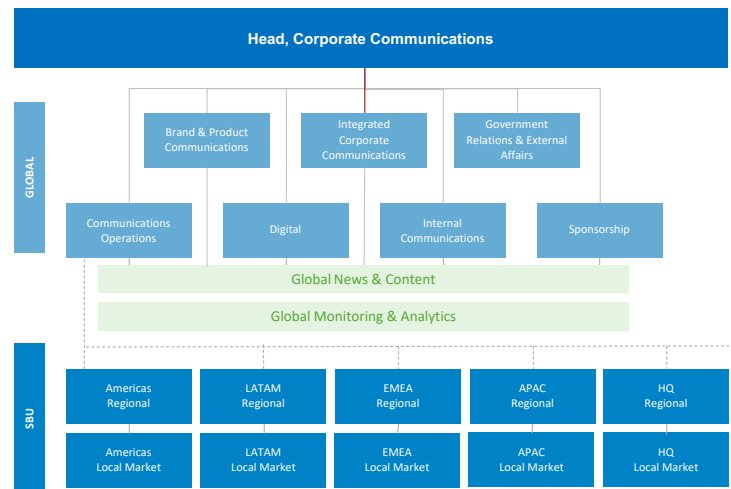 Head, Corporate Communications
GLOBAL
Brand & Product
Communications
Integrated
Corporate
Communications
Government
Relations & External
Affairs
Communications
Operations
Digital
Internal
Communications
Sponsorship
Global News & Content
Global Monitoring & Analytics
SBU
Americas
Regional
LATAM
Regional
EMEA
Regional
APAC
Regional
HQ
Regional
Americas
Local Market
LATAM
Local Market
EMEA
Local Market
APAC
Local Market
HQ
Local Market